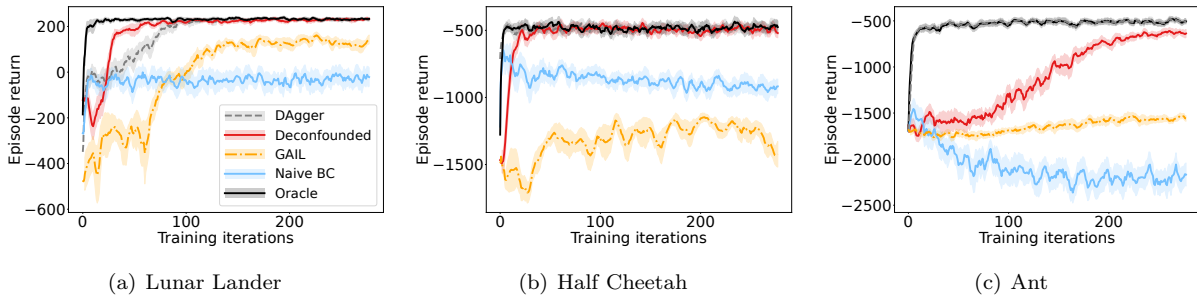 200
0
−200
−400
−600
Episode return
0
100
200
Training iterations
DAgger
Deconfounded
GAIL
Naive BC
Oracle
(a) Lunar Lander
−500
−1000
−1500
Episode return
0
100
200
Training iterations
(b) Half Cheetah
−500
−1000
−1500
−2000
−2500
Episode return
0
100
200
Training iterations
(c) Ant